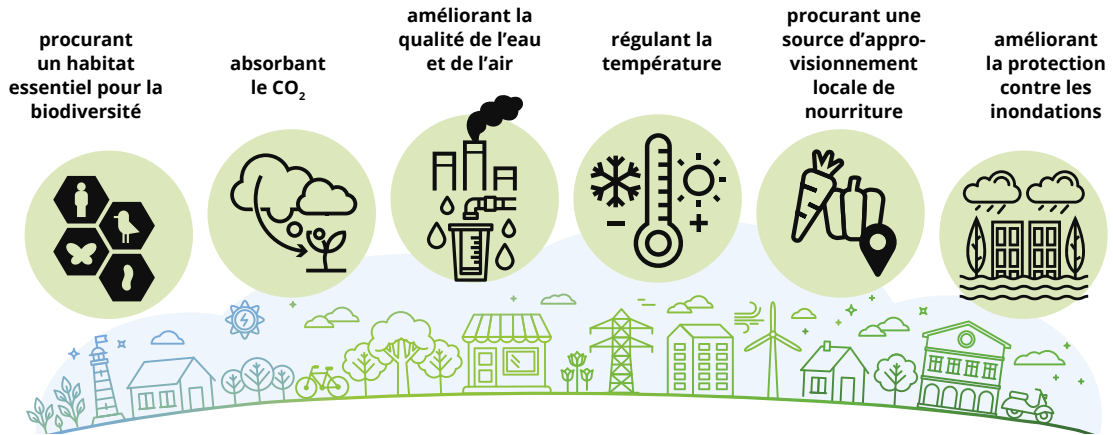 procurant
un habitat
essentiel pour la
biodiversité
absorbant
le CO₂
améliorant la
qualité de l’eau
et de l’air
régulant la
température
procurant une
source d’appro-
visionnement
locale de
nourriture
améliorant
la protection
contre les
inondations